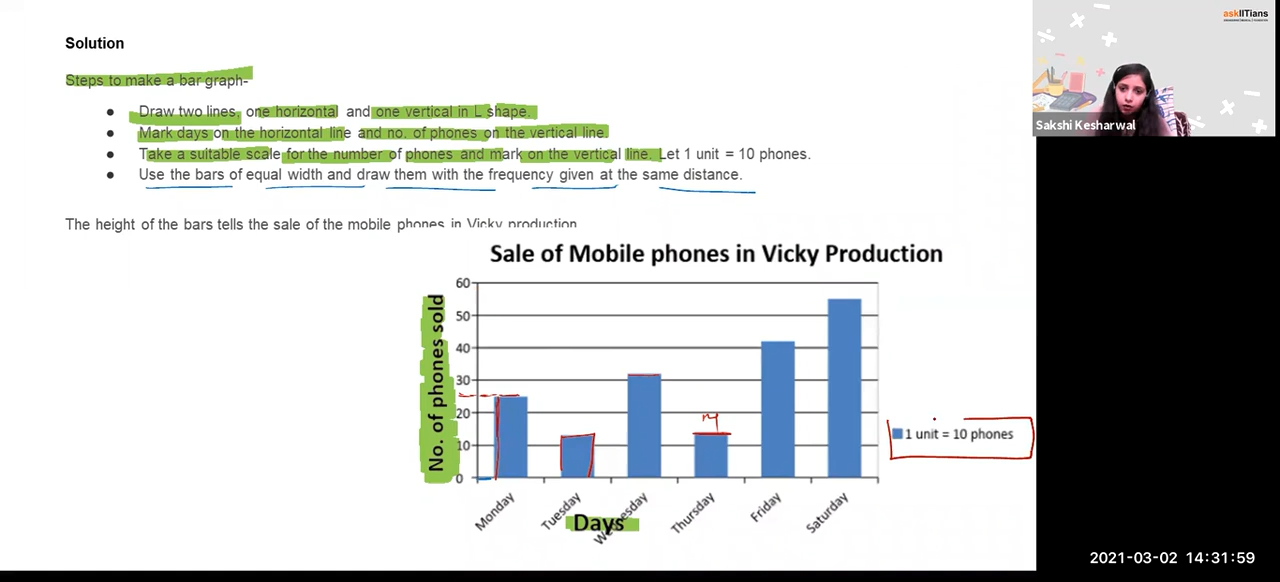 Solution
Steps to make a bar graph-
● Draw two lines, one horizontal and one vertical in L shape.
● Mark days on the horizontal line and no. of phones on the vertical line.
● Take a suitable scale for the number of phones and mark on the vertical line. Let 1 unit = 10 phones.
● Use the bars of equal width and draw them with the frequency given at the same distance.
The height of the bars tells the sale of the mobile phones in Vicky production
Sale of Mobile phones in Vicky Production
No. of phones sold
60
50
40
30
20
10
0
Monday
Tuesday
Wednesday
Thursday
Friday
Saturday
Days
1 unit = 10 phones
askIITians
Sakshi Kesharwal
2021-03-02 14:31:59